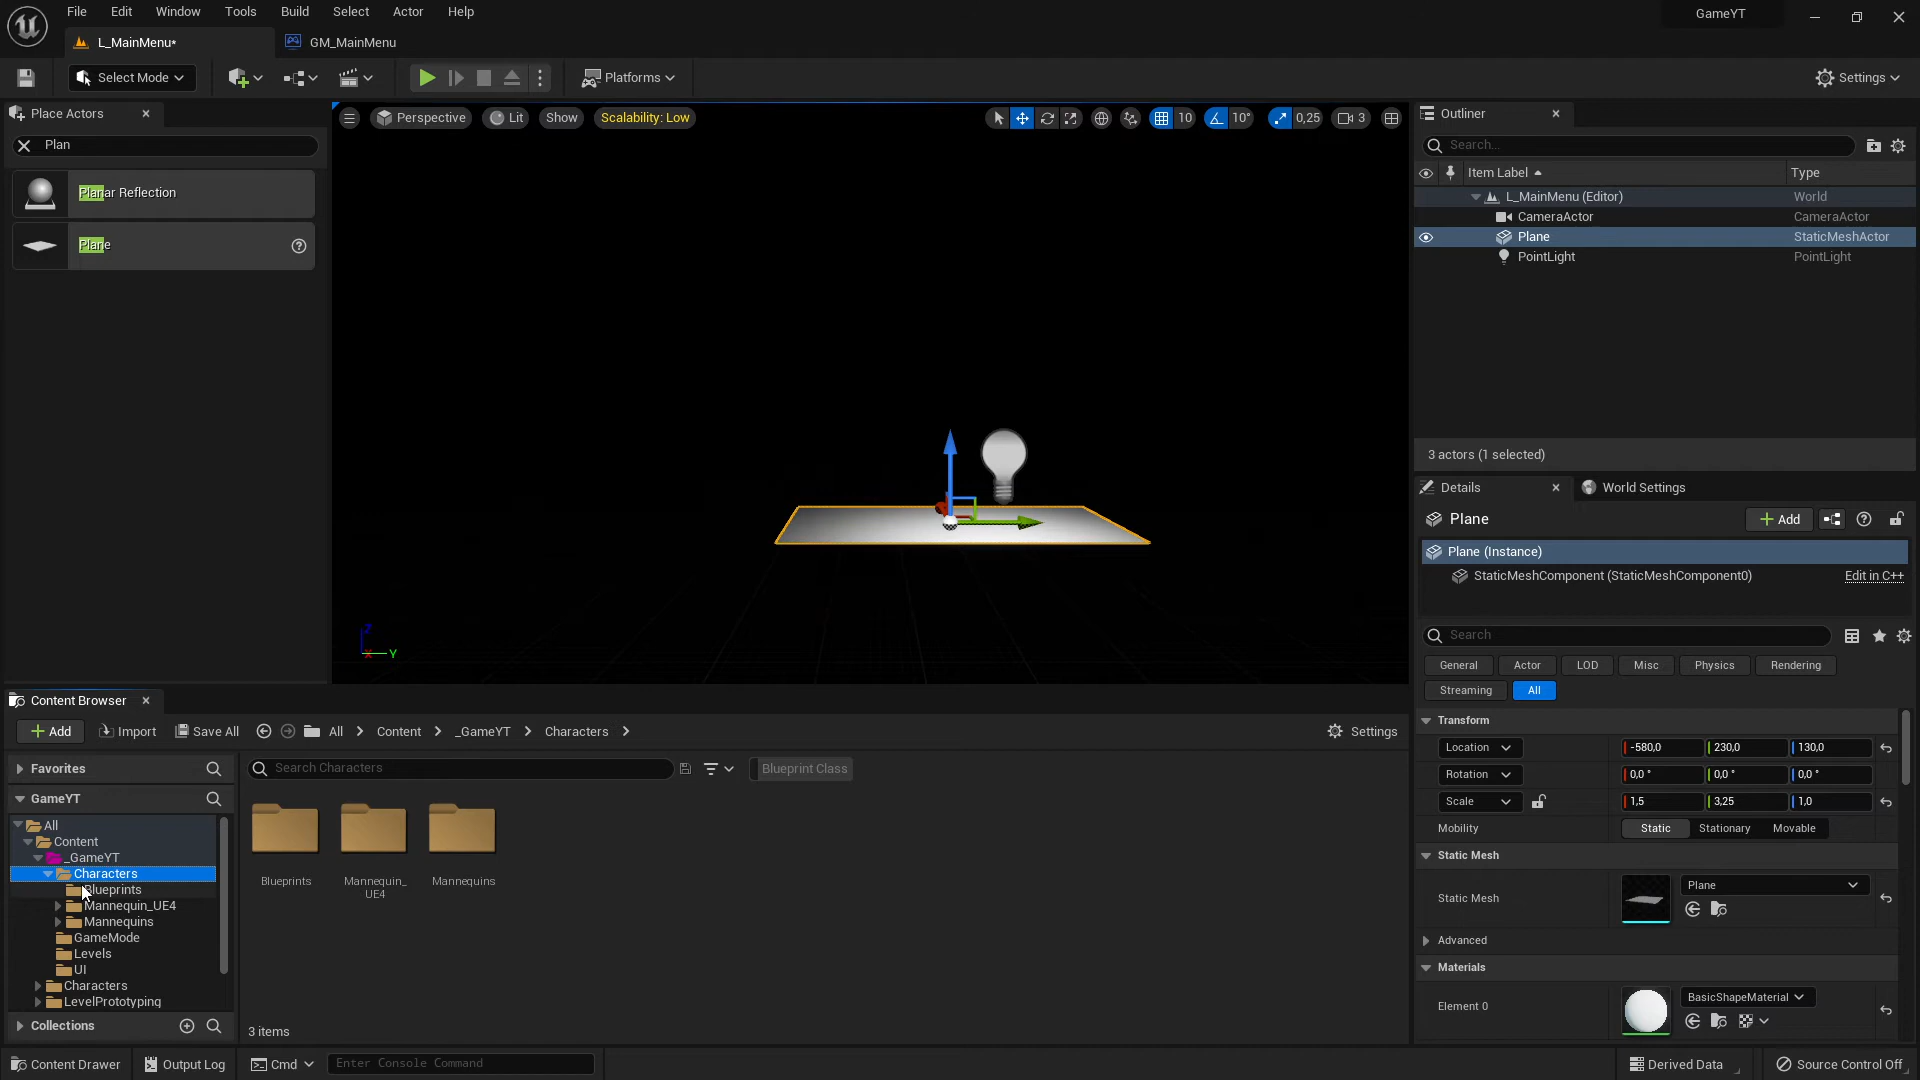 File Edit Window Tools Build Select Actor Help
GameYT
L_MainMenu*
GM_MainMenu
Select Mode
Platforms
Settings
Place Actors
Plan
Planar Reflection
Plane
Perspective
Lit
Show
Scalability: Low
10
10°
0,25
3
Z
X
Y
Outliner
Search...
Item Label
Type
L_MainMenu (Editor)
World
CameraActor
CameraActor
Plane
StaticMeshActor
PointLight
PointLight
3 actors (1 selected)
Details
World Settings
Plane
Add
Plane (Instance)
StaticMeshComponent (StaticMeshComponent0)
Edit in C++
Search
General
Actor
LOD
Misc
Physics
Rendering
Streaming
All
Transform
Location
-580,0
230,0
130,0
Rotation
0,0 °
0,0 °
0,0 °
Scale
1,5
3,25
1,0
Mobility
Static
Stationary
Movable
Static Mesh
Static Mesh
Plane
Advanced
Materials
Element 0
BasicShapeMaterial
Content Browser
Add
Import
Save All
All
Content
_GameYT
Characters
Settings
Favorites
GameYT
All
Content
_GameYT
Characters
Blueprints
Mannequin_UE4
Mannequins
GameMode
Levels
UI
Characters
LevelPrototyping
Collections
Search Characters
Blueprint Class
Blueprints
Mannequin_
UE4
Mannequins
3 items
Content Drawer
Output Log
Cmd
Enter Console Command
Derived Data
Source Control Off